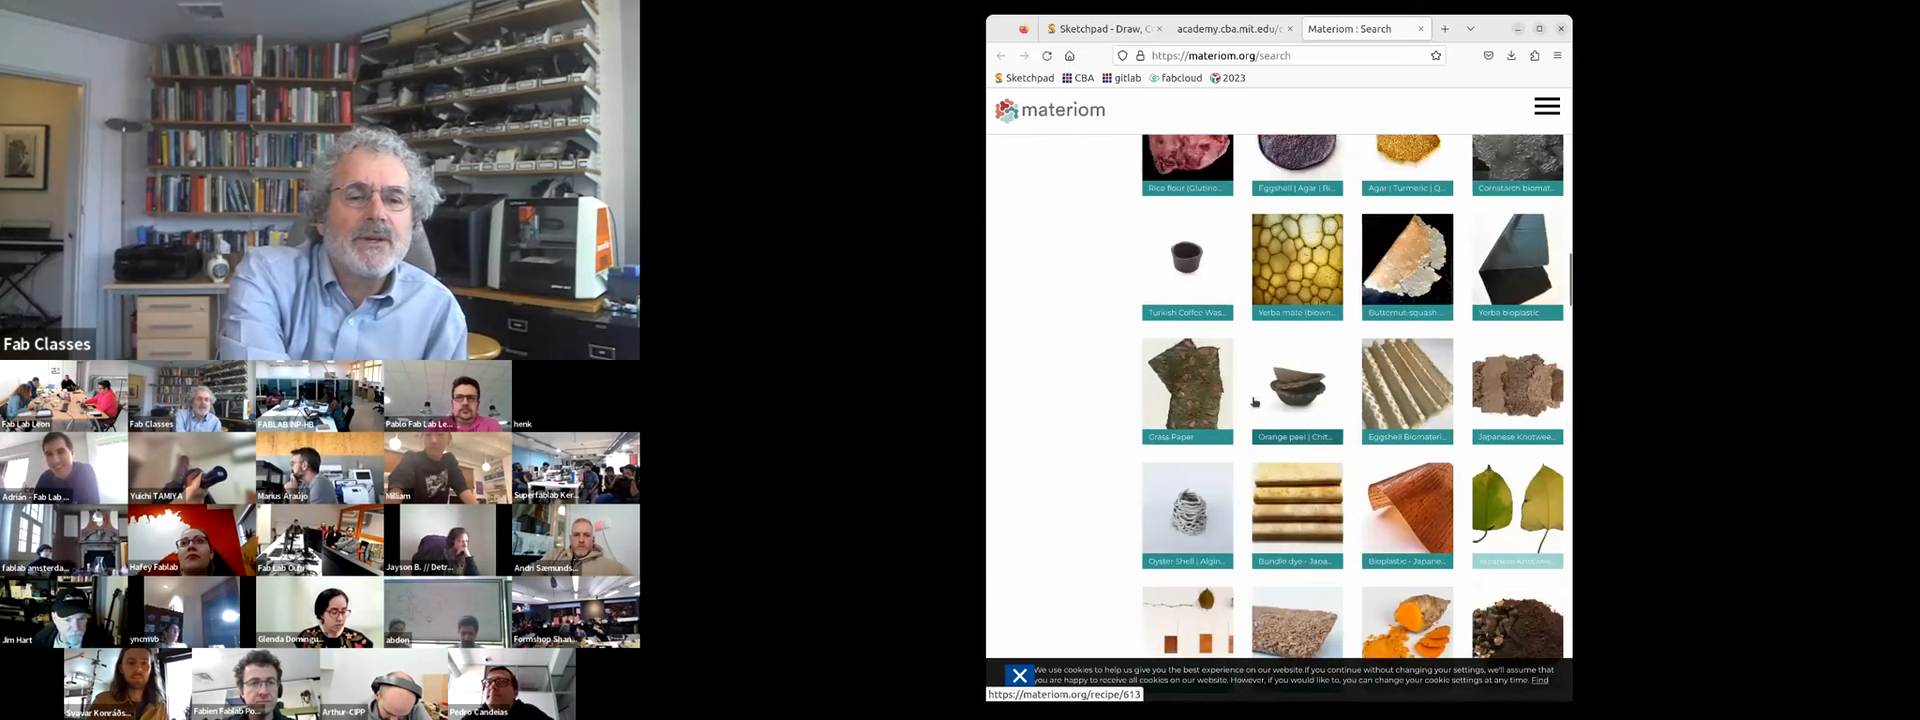 Fab Classes
Fab Lab Leon
Fab Classes
FABLAB INP-HB
Pablo Fab Lab Le...
henk
Adrián - Fab Lab ...
Yuichi TAMIYA
Marius Araújo
Milliam
Superfablab Ker...
fablab amsterda...
Hafey Fablab
Fab Lab Oulu
Jayson B. // Detr...
Andri Sæmunds...
Jim Hart
yncmvb
Glenda Domingu...
abdon
Formshop Shan...
Svavar Konráðs...
Fabien Fablab Po...
Arthur-CIPP
Pedro Candeias
Sketchpad - Draw, C
academy.cba.mit.edu/c
Materiom : Search
https://materiom.org/search
Sketchpad CBA gitlab fabcloud 2023
materiom
Rice flour (Glutino...
Eggshell | Agar | Bi...
Agar | Turmeric | Q...
Cornstarch biomat...
Turkish Coffee Was...
Yerba mate (biown...
Butternut-squash ...
Yerba bioplastic
Grass Paper
Orange peel | Chit...
Eggshell Biomateri...
Japanese Knotwee...
Oyster Shell | Algin...
Bundle dye - Japa...
Bioplastic - Japane...
Japanese Knotwee...
We use cookies to help us give you the best experience on our website.If you continue without changing your settings, we'll assume that
you are happy to receive all cookies on our website. However, if you would like to, you can change your cookie settings at any time. Find
https://materiom.org/recipe/613